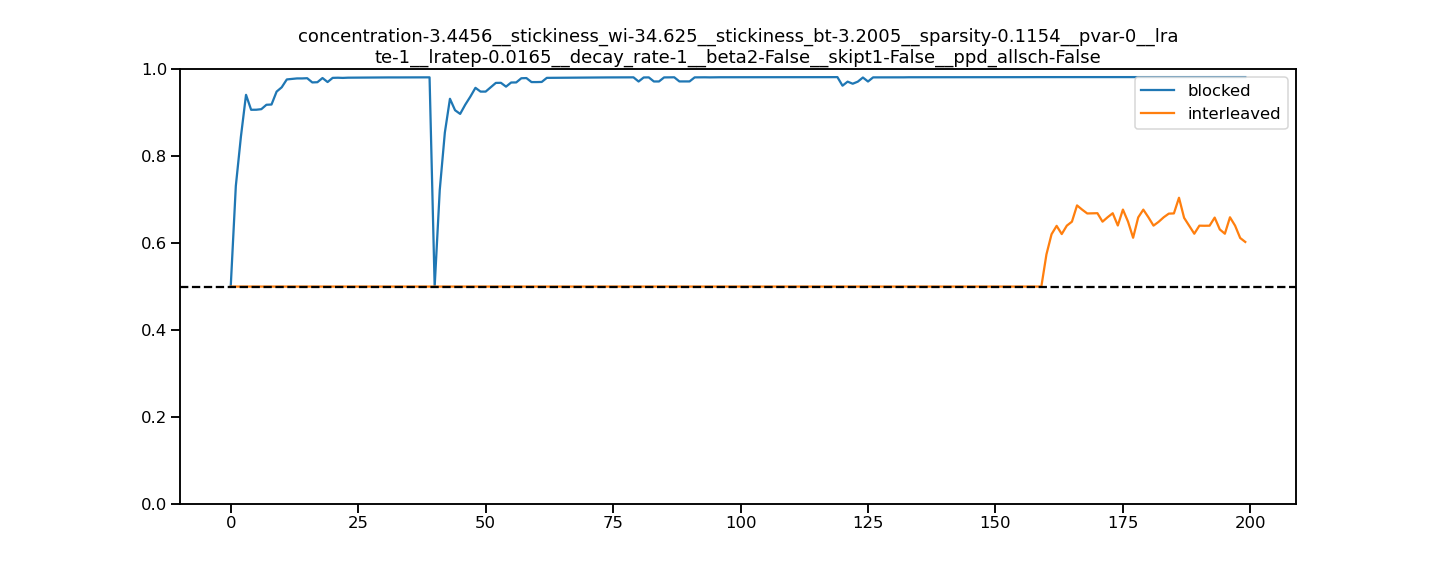 concentration-3.4456__stickiness_wi-34.625__stickiness_bt-3.2005__sparsity-0.1154__pvar-0__lra
te-1__lratep-0.0165__decay_rate-1__beta2-False__skipt1-False__ppd_allsch-False
1.0
blocked
interleaved
0.8
0.6
0.4
0.2
0.0
0 25 50 75 100 125 150 175 200